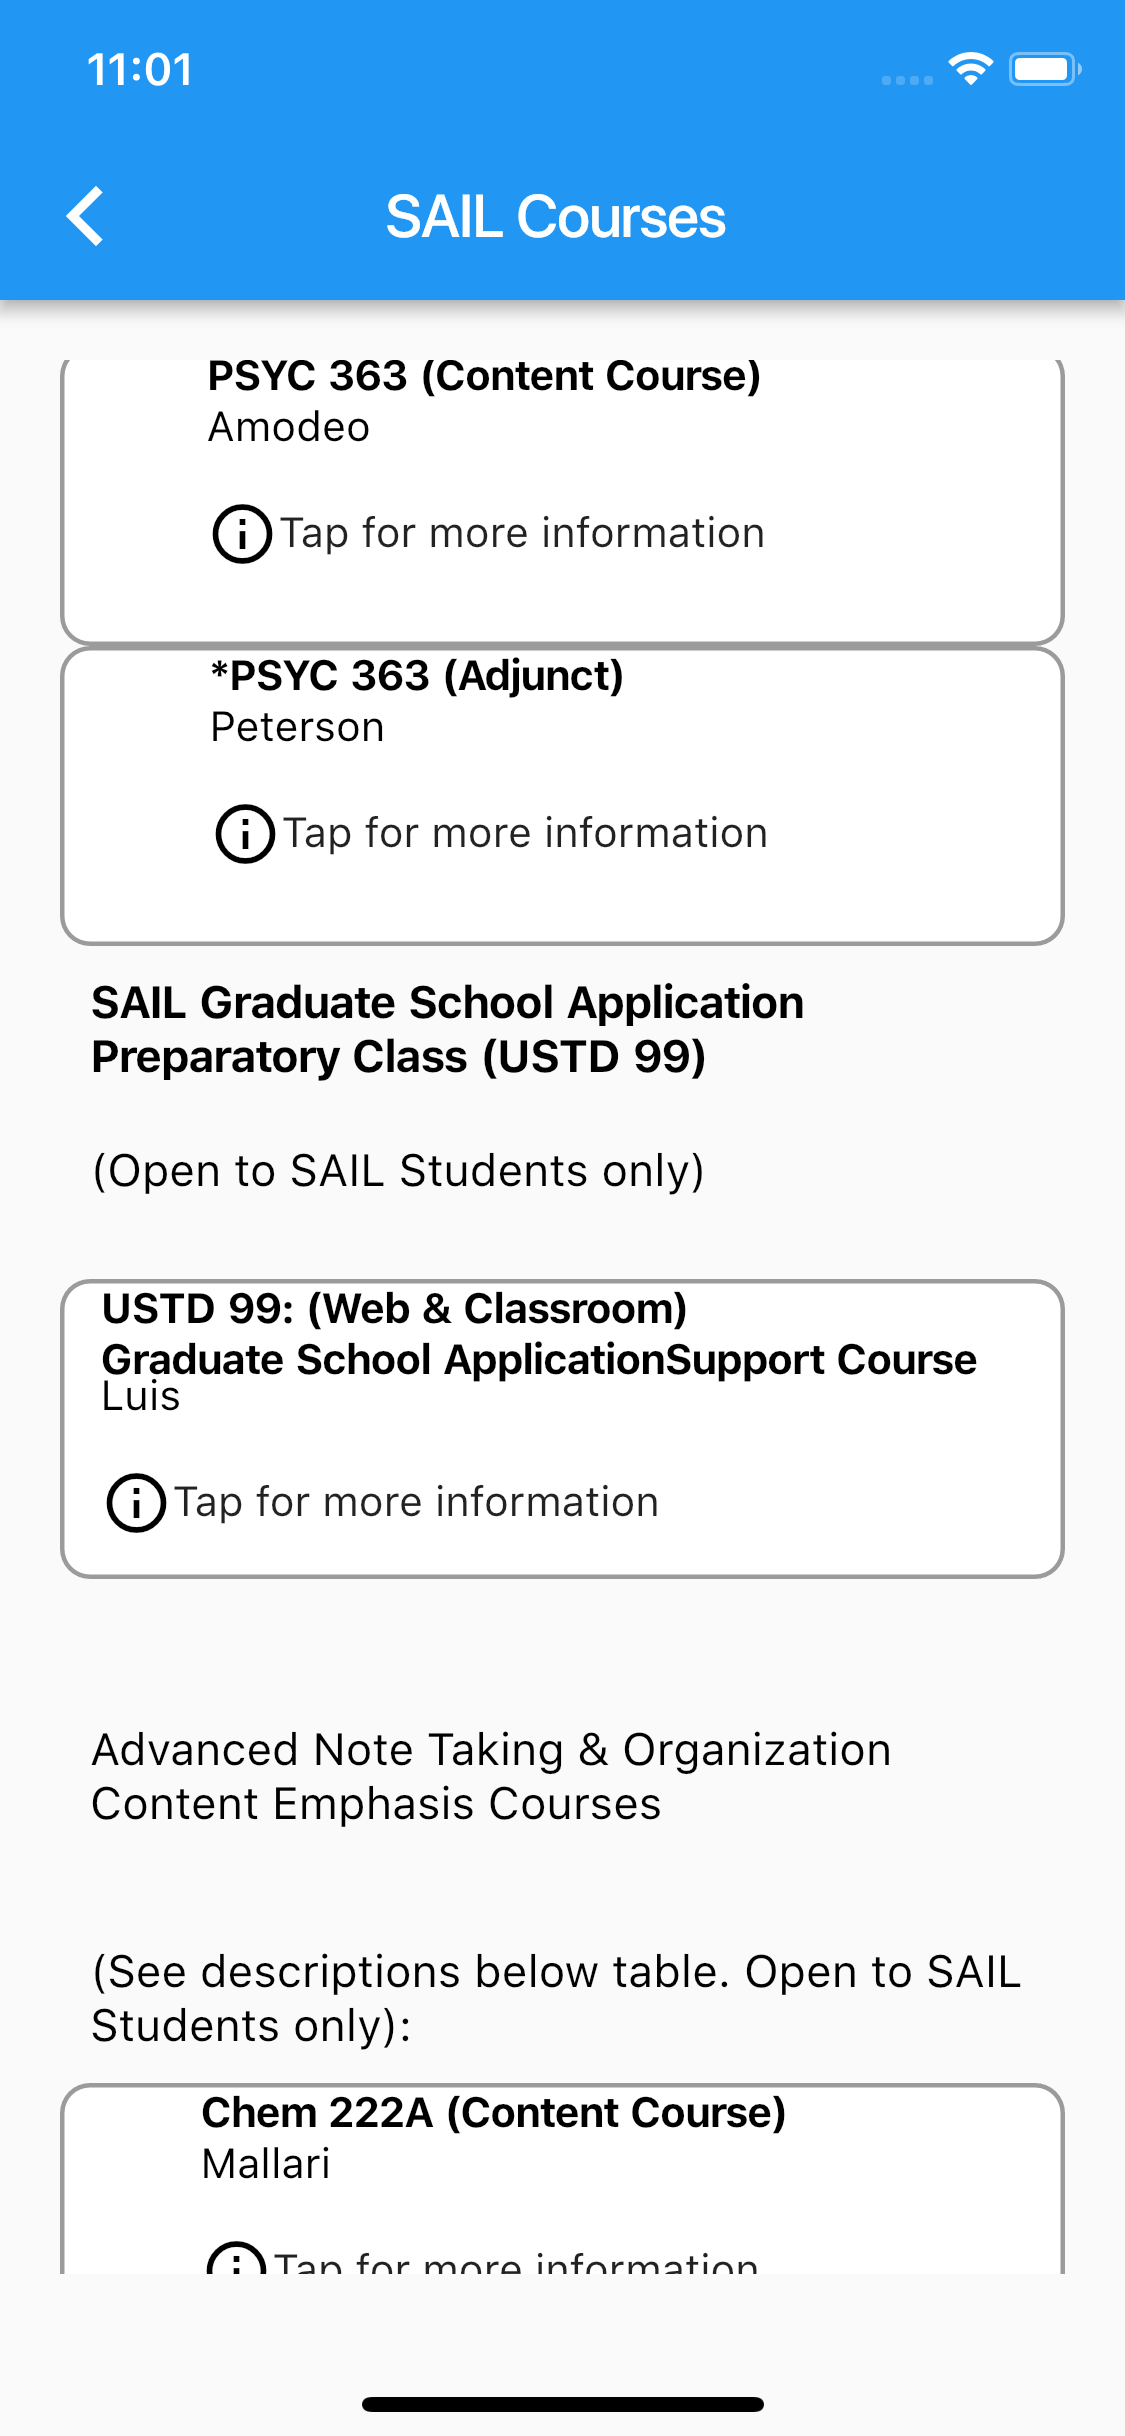 11:01
SAIL Courses
PSYC 363 (Content Course)
Amodeo
Tap for more information
*PSYC 363 (Adjunct)
Peterson
Tap for more information
SAIL Graduate School Application
Preparatory Class (USTD 99)
(Open to SAIL Students only)
USTD 99: (Web & Classroom)
Graduate School ApplicationSupport Course
Luis
Tap for more information
Advanced Note Taking & Organization
Content Emphasis Courses
(See descriptions below table. Open to SAIL
Students only):
Chem 222A (Content Course)
Mallari
Tap for more information